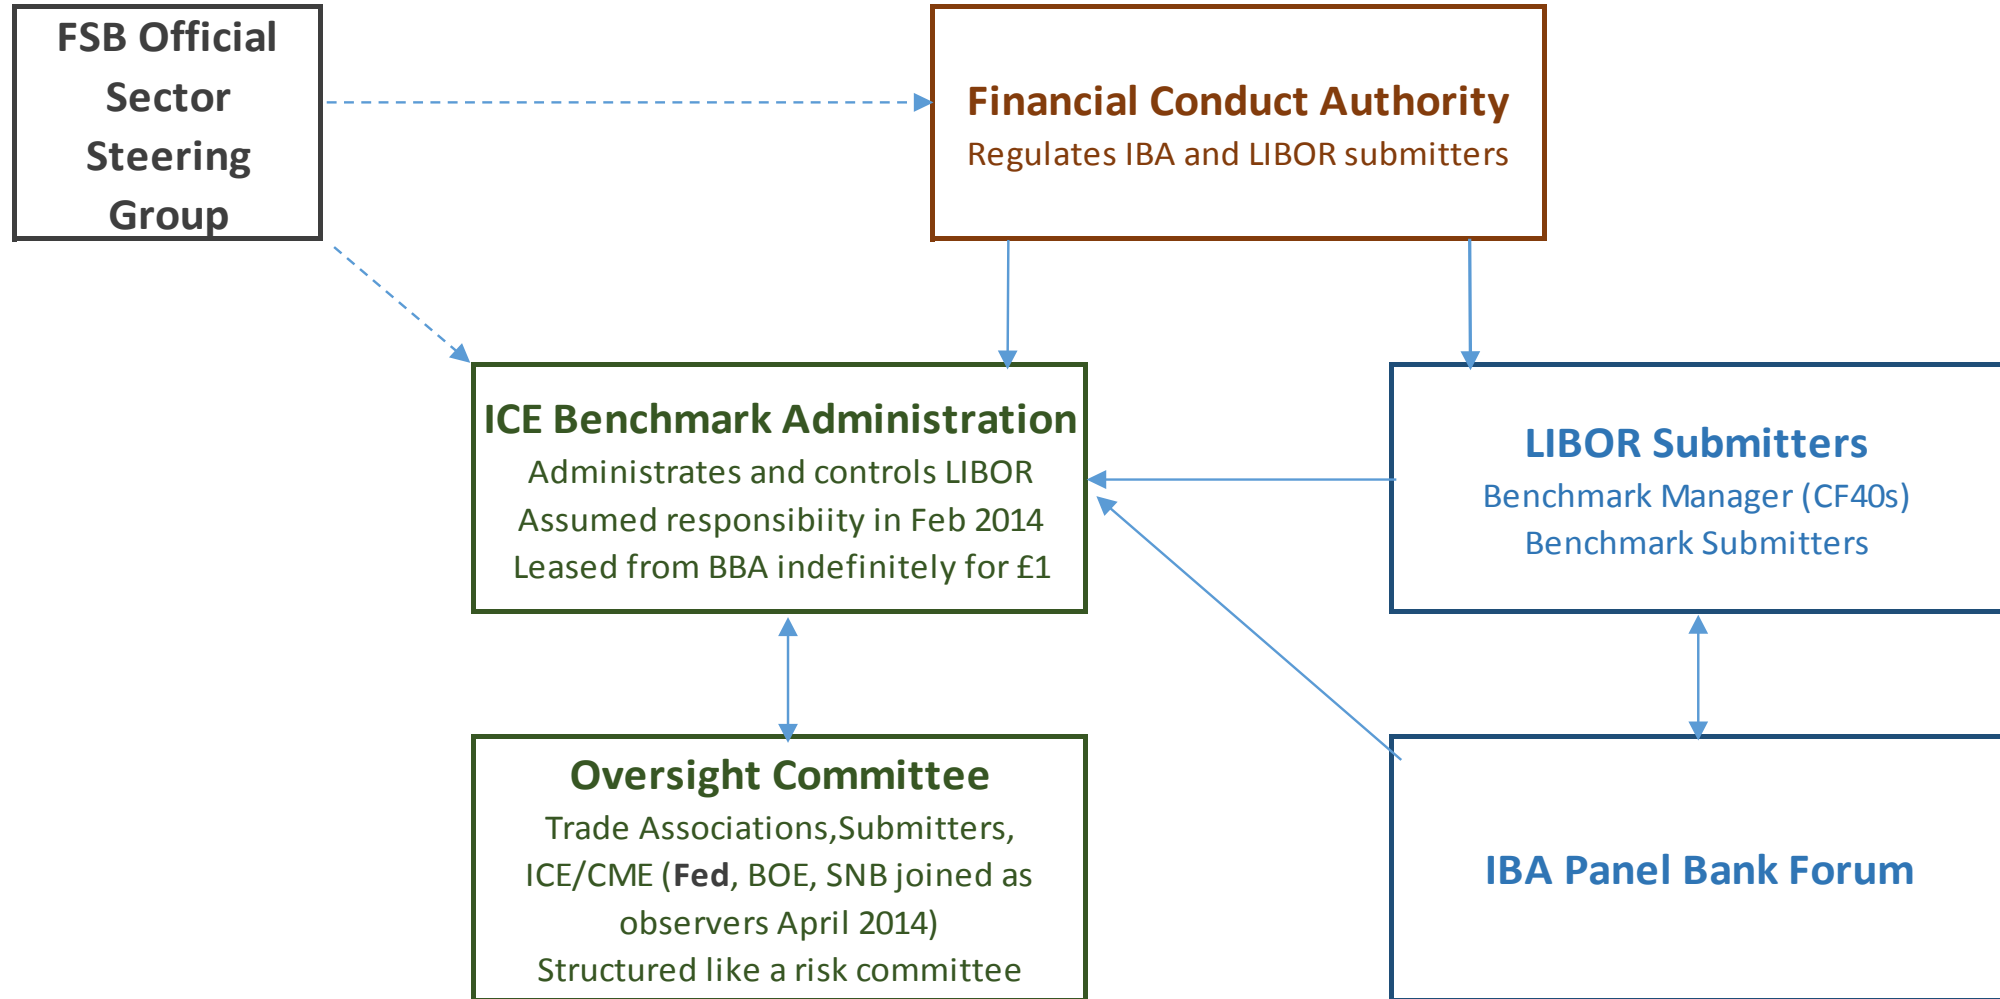 FSB Official
Sector
Steering
Group
Financial Conduct Authority
Regulates IBA and LIBOR submitters
ICE Benchmark Administration
Administrates and controls LIBOR
Assumed responsibiity in Feb 2014
Leased from BBA indefinitely for £1
LIBOR Submitters
Benchmark Manager (CF40s)
Benchmark Submitters
Oversight Committee
Trade Associations,Submitters,
ICE/CME (Fed, BOE, SNB joined as
observers April 2014)
Structured like a risk committee
IBA Panel Bank Forum